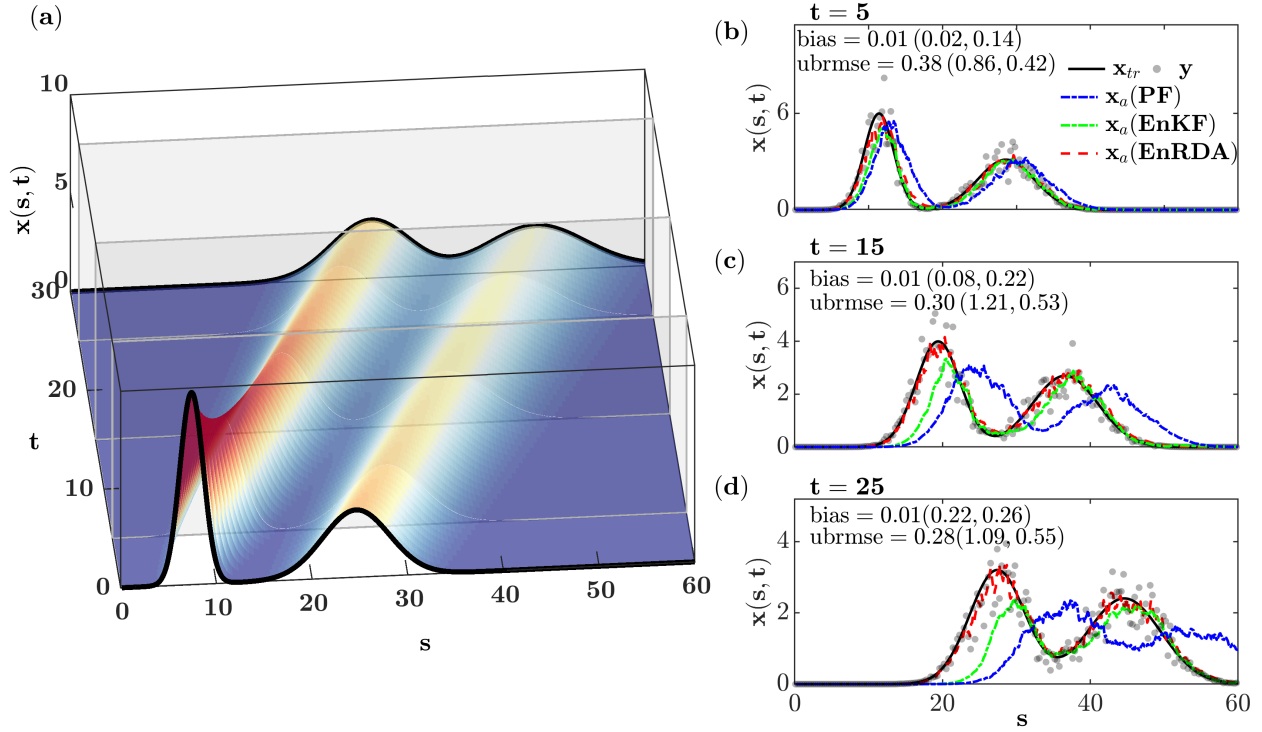 (a)
10
5
0
x(s, t)
30
20
10
0
t
0
10
20
30
40
50
60
s
(b)
t = 5
bias = 0.01 (0.02, 0.14)
ubrmse = 0.38 (0.86, 0.42)
x_tr y
x_a(PF)
x_a(EnKF)
x_a(EnRDA)
x(s, t)
6
0
(c)
t = 15
bias = 0.01 (0.08, 0.22)
ubrmse = 0.30 (1.21, 0.53)
x(s, t)
6
4
2
0
(d)
t = 25
bias = 0.01(0.22, 0.26)
ubrmse = 0.28(1.09, 0.55)
x(s, t)
4
2
0
0
20
40
60
s